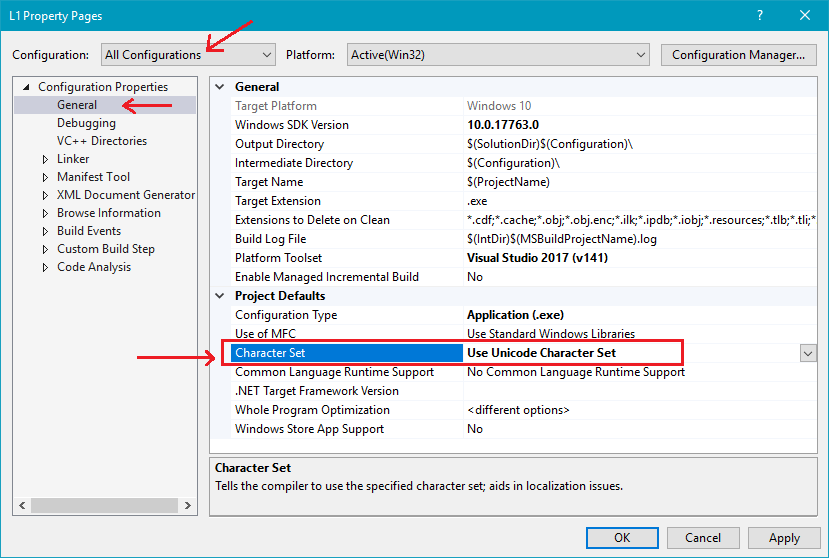 L1 Property Pages ?
Configuration: All Configurations Platform: Active(Win32) Configuration Manager...
Configuration Properties
General
Debugging
VC++ Directories
Linker
Manifest Tool
XML Document Generator
Browse Information
Build Events
Custom Build Step
Code Analysis
General
Target Platform Windows 10
Windows SDK Version 10.0.17763.0
Output Directory $(SolutionDir)$(Configuration)\
Intermediate Directory $(Configuration)\
Target Name $(ProjectName)
Target Extension .exe
Extensions to Delete on Clean *.cdf;*.cache;*.obj;*.obj.enc;*.ilk;*.ipdb;*.iobj;*.resources;*.tlb;*.tli;*
Build Log File $(IntDir)$(MSBuildProjectName).log
Platform Toolset Visual Studio 2017 (v141)
Enable Managed Incremental Build No
Project Defaults
Configuration Type Application (.exe)
Use of MFC Use Standard Windows Libraries
Character Set Use Unicode Character Set
Common Language Runtime Support No Common Language Runtime Support
.NET Target Framework Version
Whole Program Optimization <different options>
Windows Store App Support No
Character Set
Tells the compiler to use the specified character set; aids in localization issues.
OK Cancel Apply